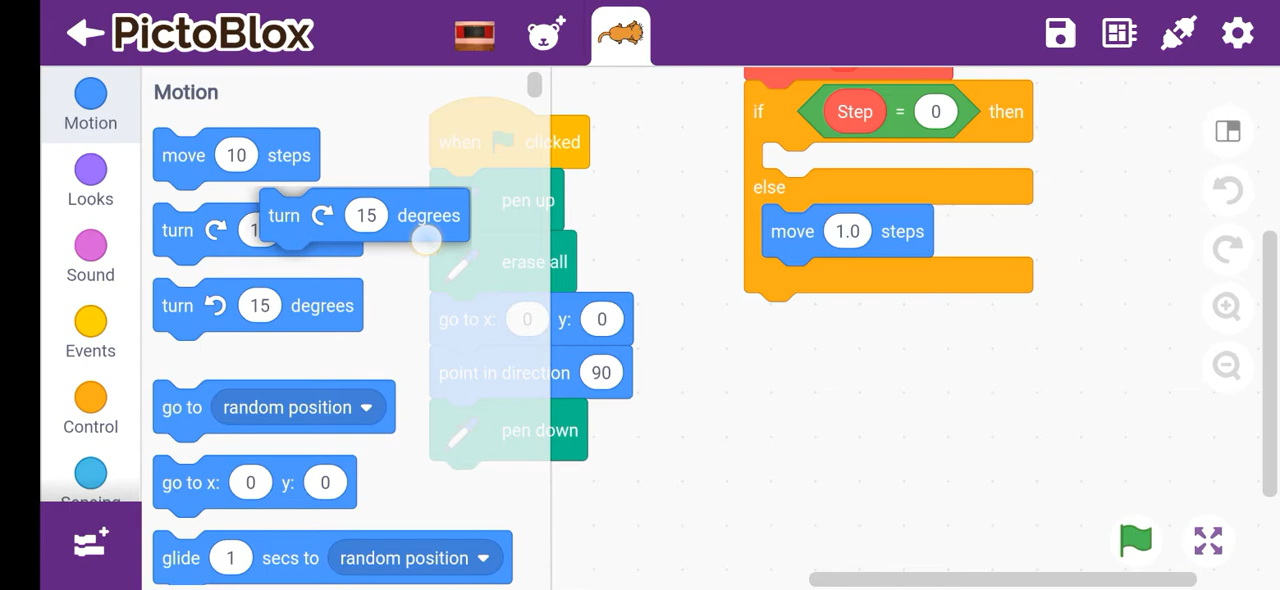 PictoBlox
Motion
Looks
Sound
Events
Control
Sensing
Motion
move 10 steps
turn 1
turn 15 degrees
turn 15 degrees
go to random position
go to x: 0 y: 0
glide 1 secs to random position
when clicked
pen up
erase all
go to x: 0 y: 0
point in direction 90
pen down
if Step = 0 then
else
move 1.0 steps